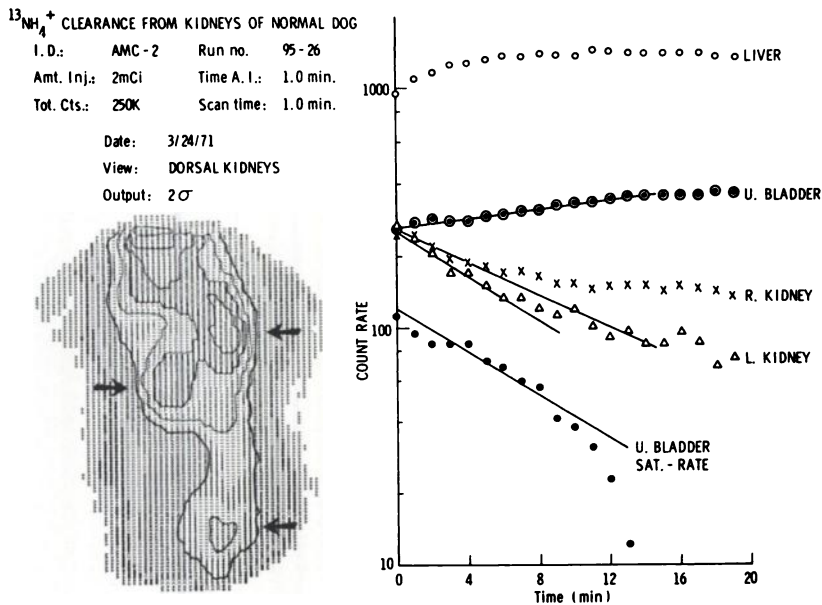 ¹³NH₄⁺ CLEARANCE FROM KIDNEYS OF NORMAL DOG
I.D.: AMC-2 Run no. 95-26
Amt. Inj.: 2mCi Time A.I.: 1.0 min.
Tot. Cts.: 250K Scan time: 1.0 min.
Date: 3/24/71
View: DORSAL KIDNEYS
Output: 2σ
COUNT RATE
1000
100
10
LIVER
U. BLADDER
R. KIDNEY
L. KIDNEY
U. BLADDER
SAT.-RATE
0 4 8 12 16 20
Time (min)